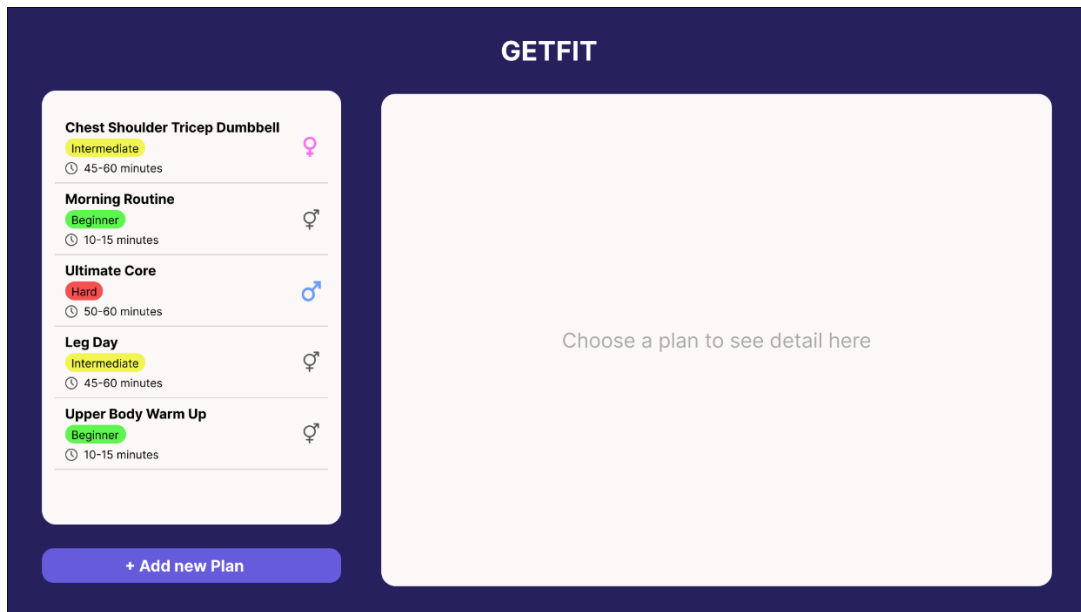 GETFIT
Chest Shoulder Tricep Dumbbell
Intermediate
45-60 minutes
Morning Routine
Beginner
10-15 minutes
Ultimate Core
Hard
50-60 minutes
Leg Day
Intermediate
45-60 minutes
Upper Body Warm Up
Beginner
10-15 minutes
+ Add new Plan
Choose a plan to see detail here